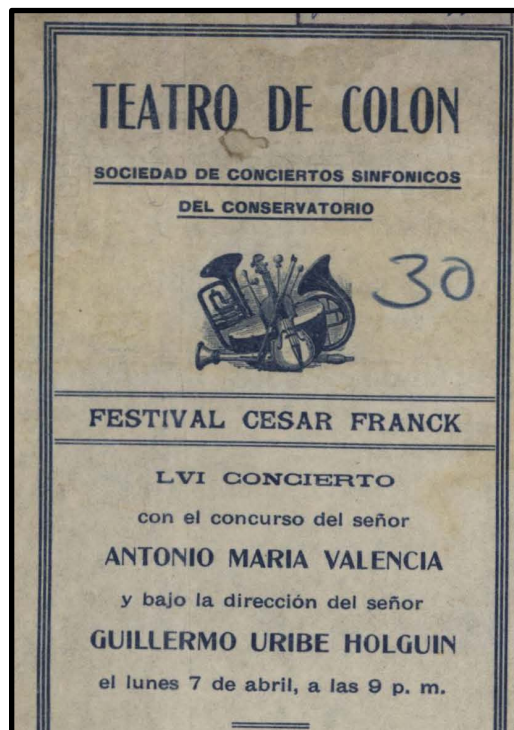 TEATRO DE COLON
SOCIEDAD DE CONCIERTOS SINFONICOS
DEL CONSERVATORIO
30
FESTIVAL CESAR FRANCK
LVI CONCIERTO
con el concurso del señor
ANTONIO MARIA VALENCIA
y bajo la dirección del señor
GUILLERMO URIBE HOLGUIN
el lunes 7 de abril, a las 9 p. m.